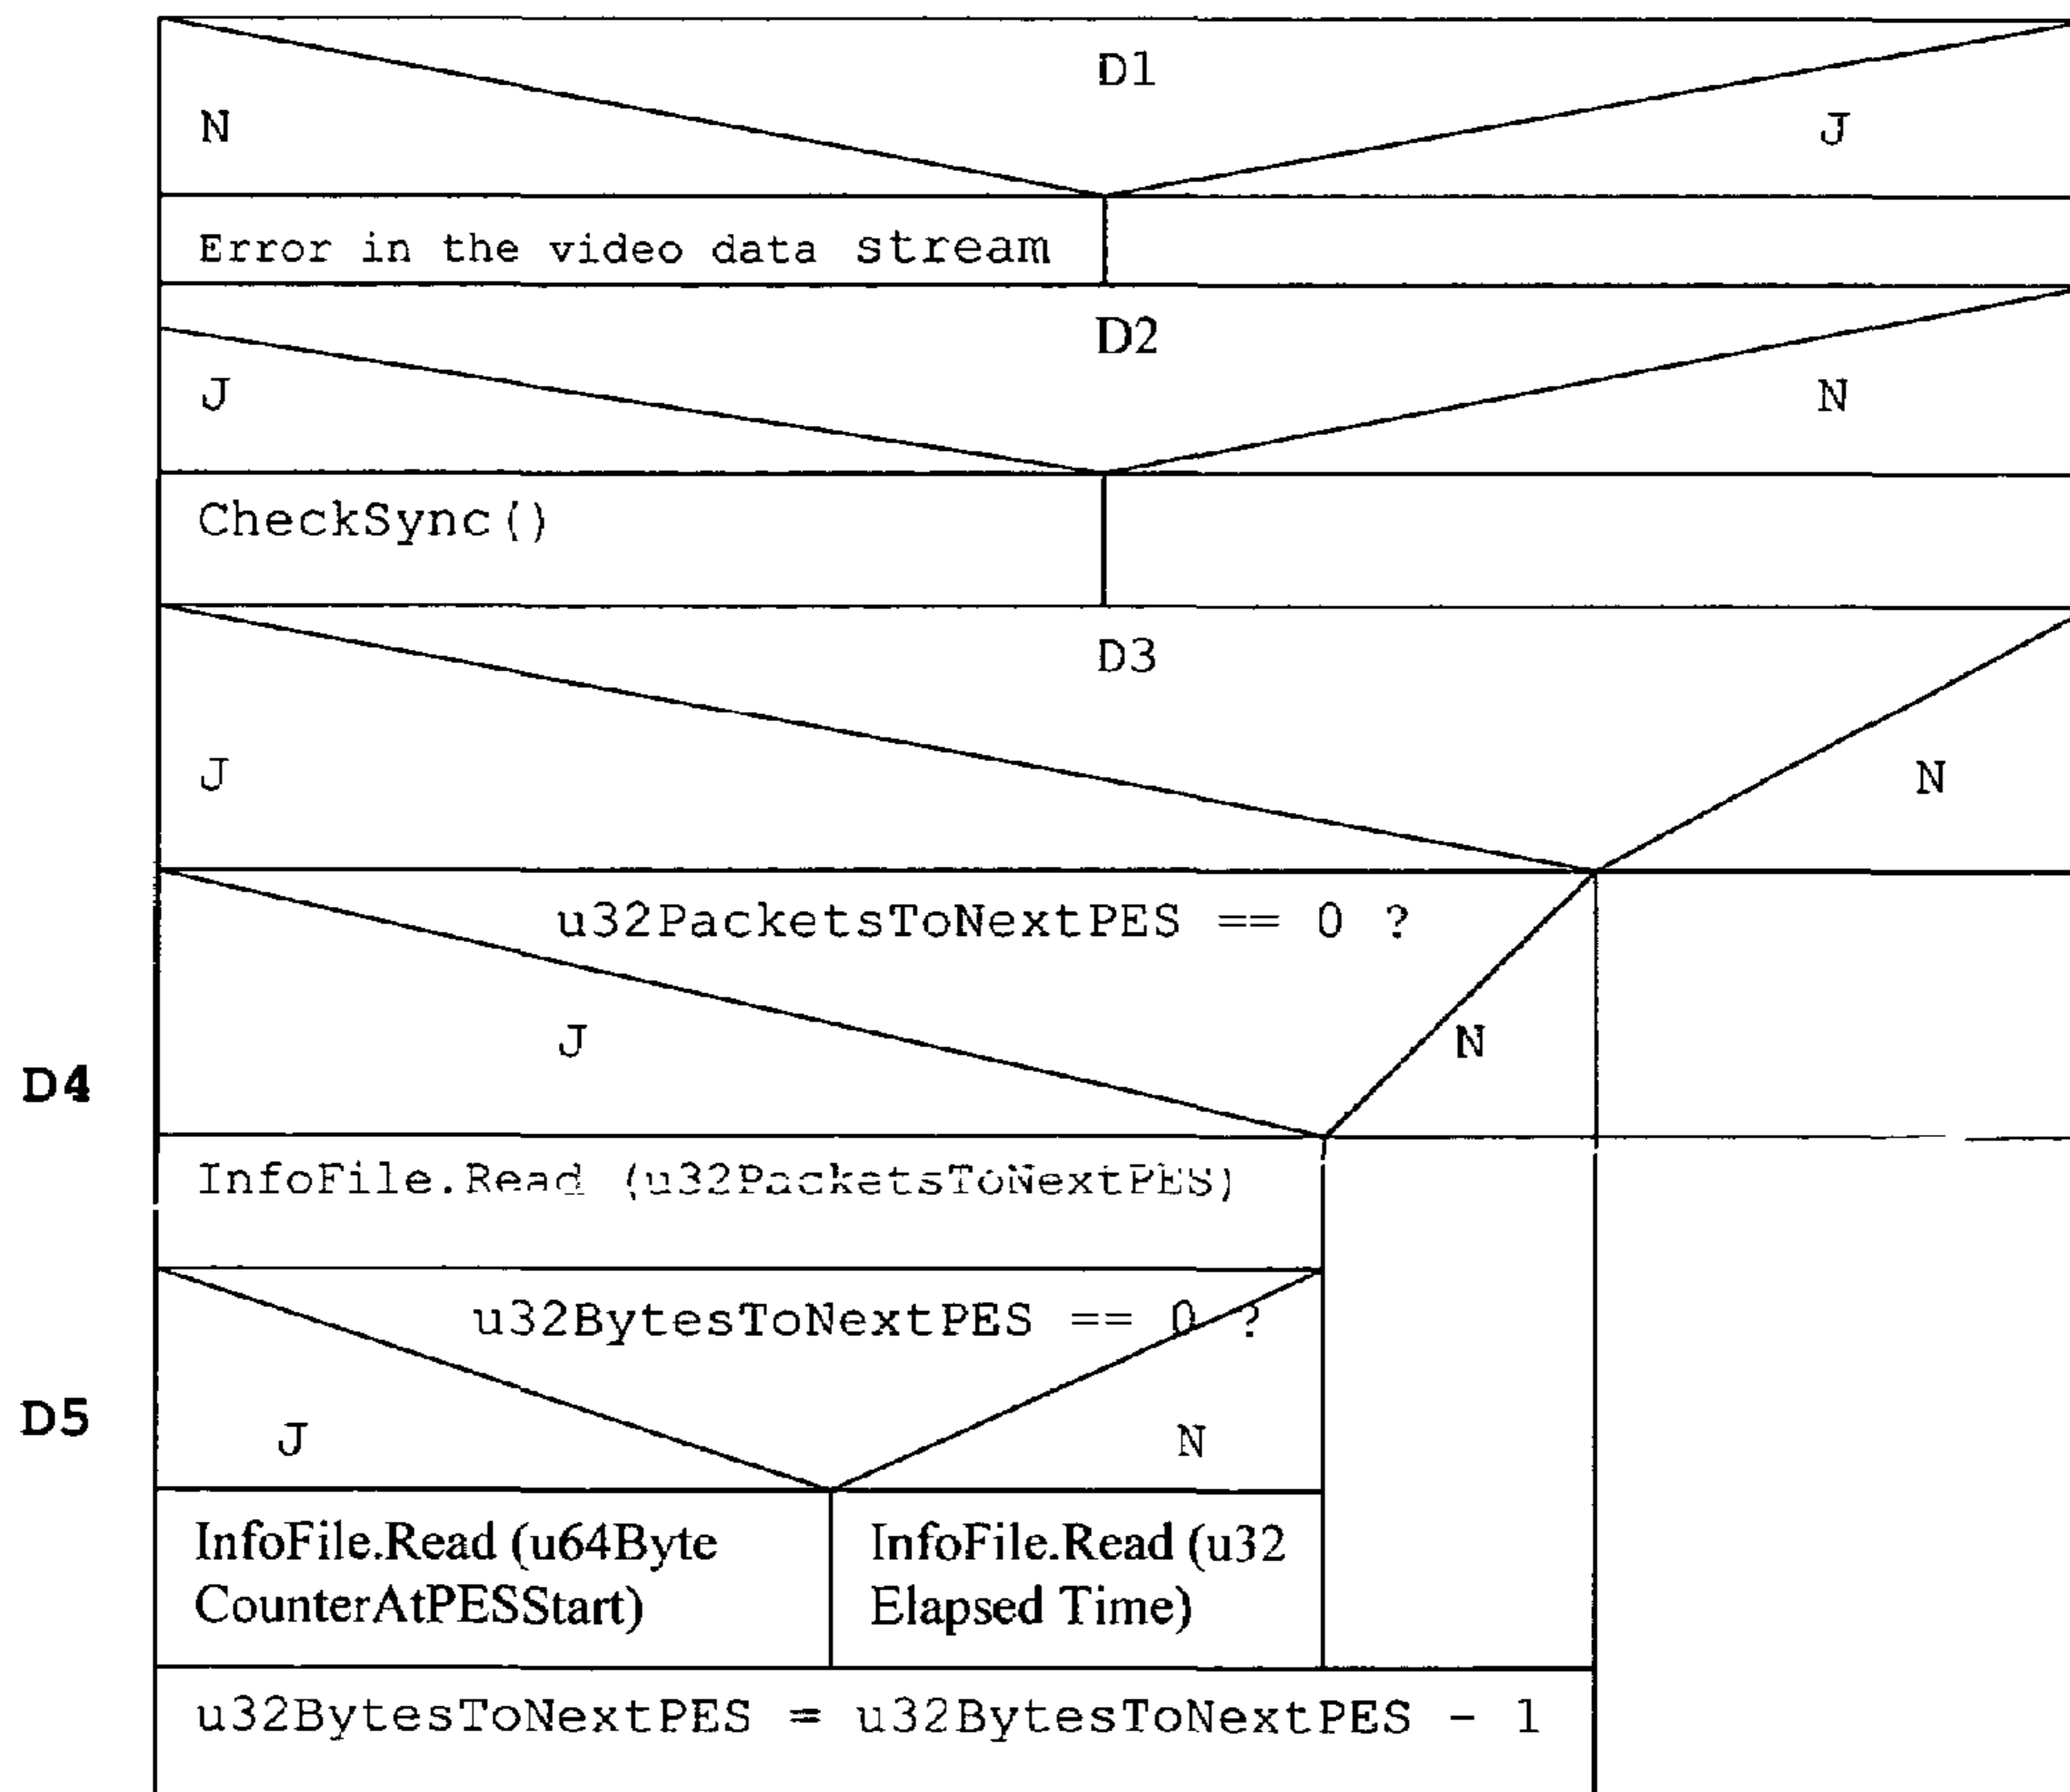 D1
N J
Error in the video data stream
D2
J N
CheckSync()
D3
J N
u32PacketsToNextPES == 0 ?
J N
D4
InfoFile.Read (u32PacketsToNextPES)
u32BytesToNextPES == 0 ?
D5
J N
InfoFile.Read (u64Byte
CounterAtPESStart)
InfoFile.Read (u32
Elapsed Time)
u32BytesToNextPES = u32BytesToNextPES - 1